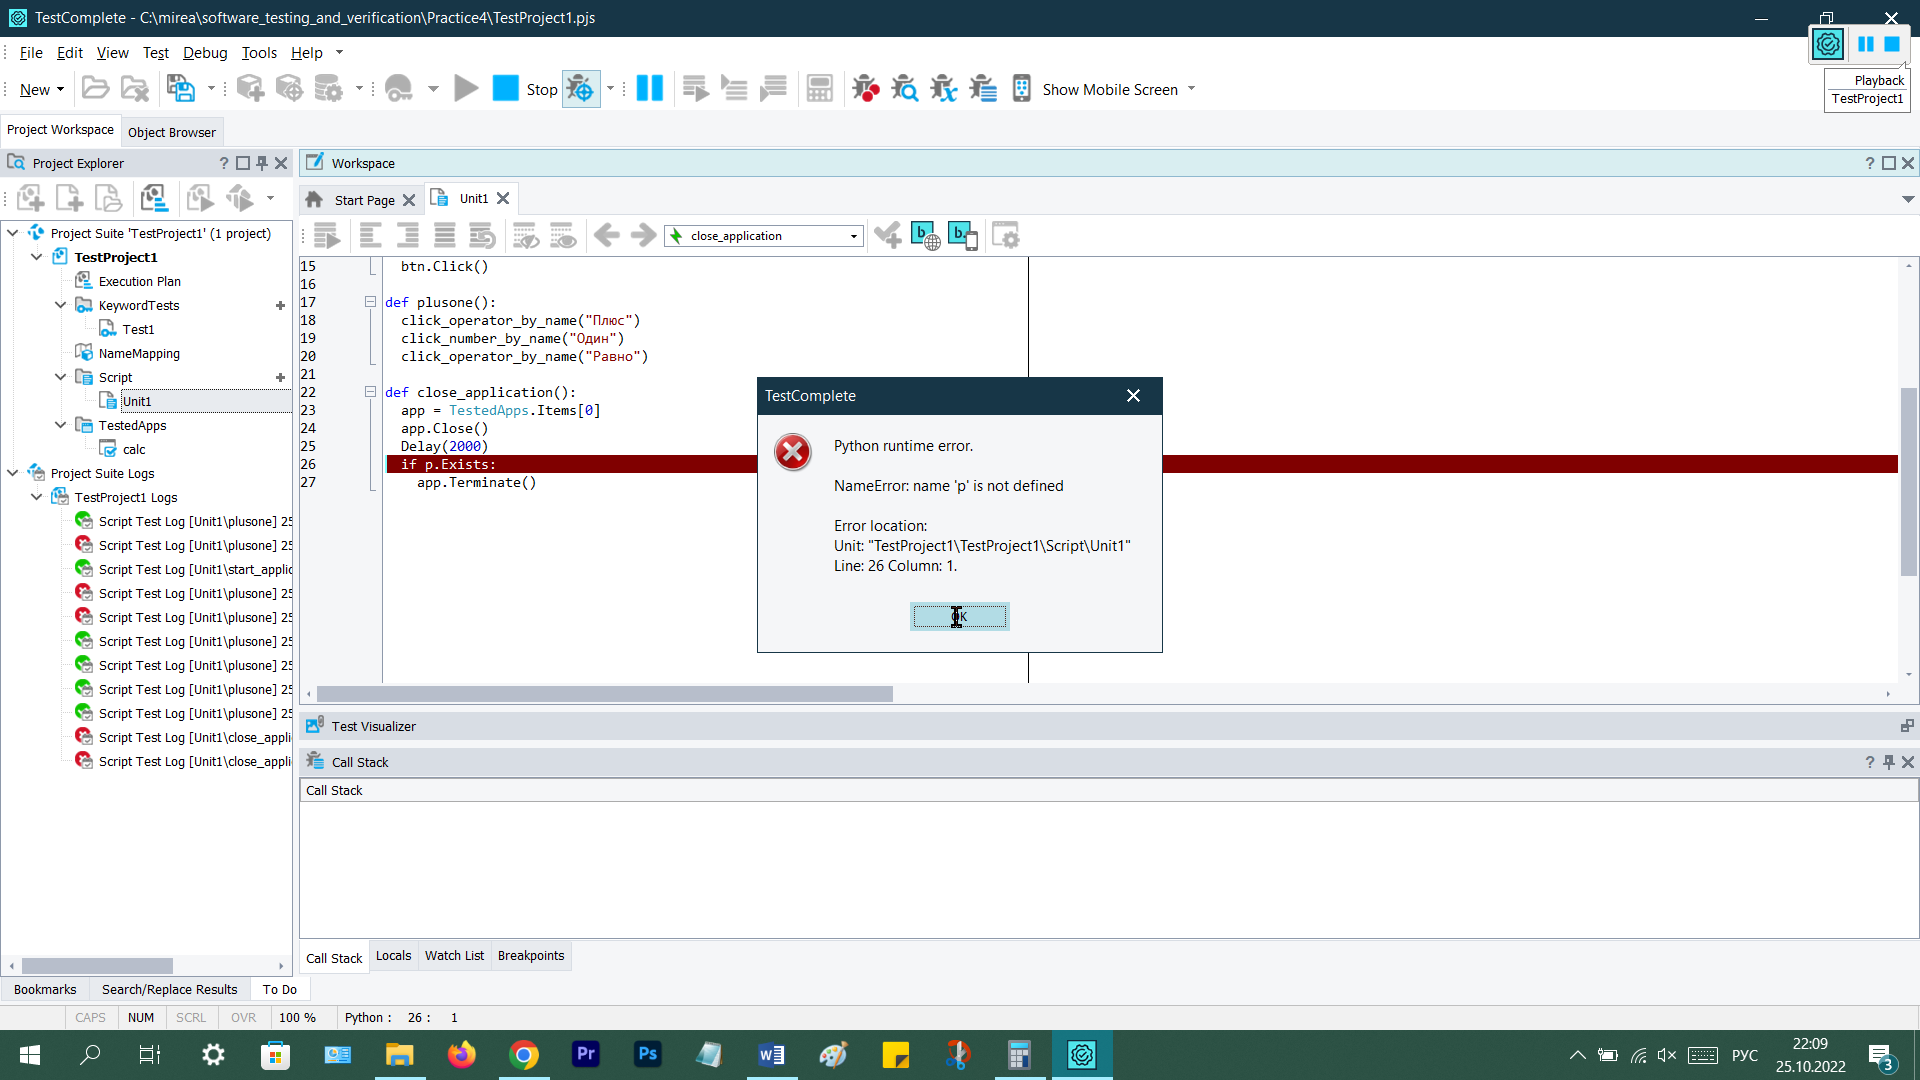 TestComplete - C:\mirea\software_testing_and_verification\Practice4\TestProject1.pjs
File Edit View Test Debug Tools Help
New Stop Show Mobile Screen
Playback
TestProject1
Project Workspace Object Browser
Project Explorer
Workspace
Start Page Unit1
close_application
Project Suite 'TestProject1' (1 project)
TestProject1
Execution Plan
KeywordTests
Test1
NameMapping
Script
Unit1
TestedApps
calc
Project Suite Logs
TestProject1 Logs
Script Test Log [Unit1\plusone] 25
Script Test Log [Unit1\plusone] 25
Script Test Log [Unit1\start_applic
Script Test Log [Unit1\plusone] 25
Script Test Log [Unit1\plusone] 25
Script Test Log [Unit1\plusone] 25
Script Test Log [Unit1\plusone] 25
Script Test Log [Unit1\plusone] 25
Script Test Log [Unit1\plusone] 25
Script Test Log [Unit1\close_appli
Script Test Log [Unit1\close_appli
15 btn.Click()
16
17 def plusone():
18 click_operator_by_name("Плюс")
19 click_number_by_name("Один")
20 click_operator_by_name("Равно")
21
22 def close_application():
23 app = TestedApps.Items[0]
24 app.Close()
25 Delay(2000)
26 if p.Exists:
27 app.Terminate()
TestComplete
Python runtime error.
NameError: name 'p' is not defined
Error location:
Unit: "TestProject1\TestProject1\Script\Unit1"
Line: 26 Column: 1.
OK
Test Visualizer
Call Stack
Call Stack
Call Stack Locals Watch List Breakpoints
Bookmarks Search/Replace Results To Do
CAPS NUM SCRL OVR 100 % Python : 26 : 1
Pr Ps РУС
22:09
25.10.2022
3